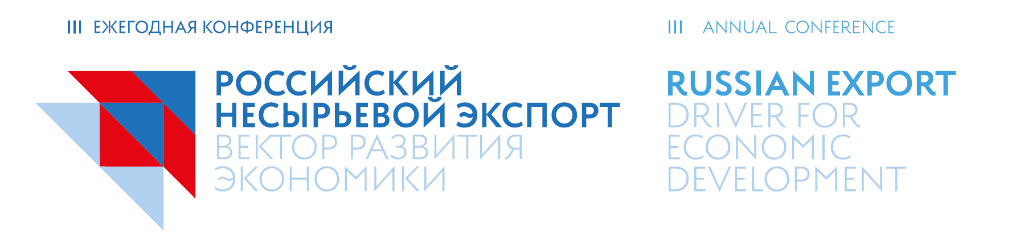 III ЕЖЕГОДНАЯ КОНФЕРЕНЦИЯ
РОССИЙСКИЙ
НЕСЫРЬЕВОЙ ЭКСПОРТ
ВЕКТОР РАЗВИТИЯ
ЭКОНОМИКИ
III ANNUAL CONFERENCE
RUSSIAN EXPORT
DRIVER FOR
ECONOMIC
DEVELOPMENT